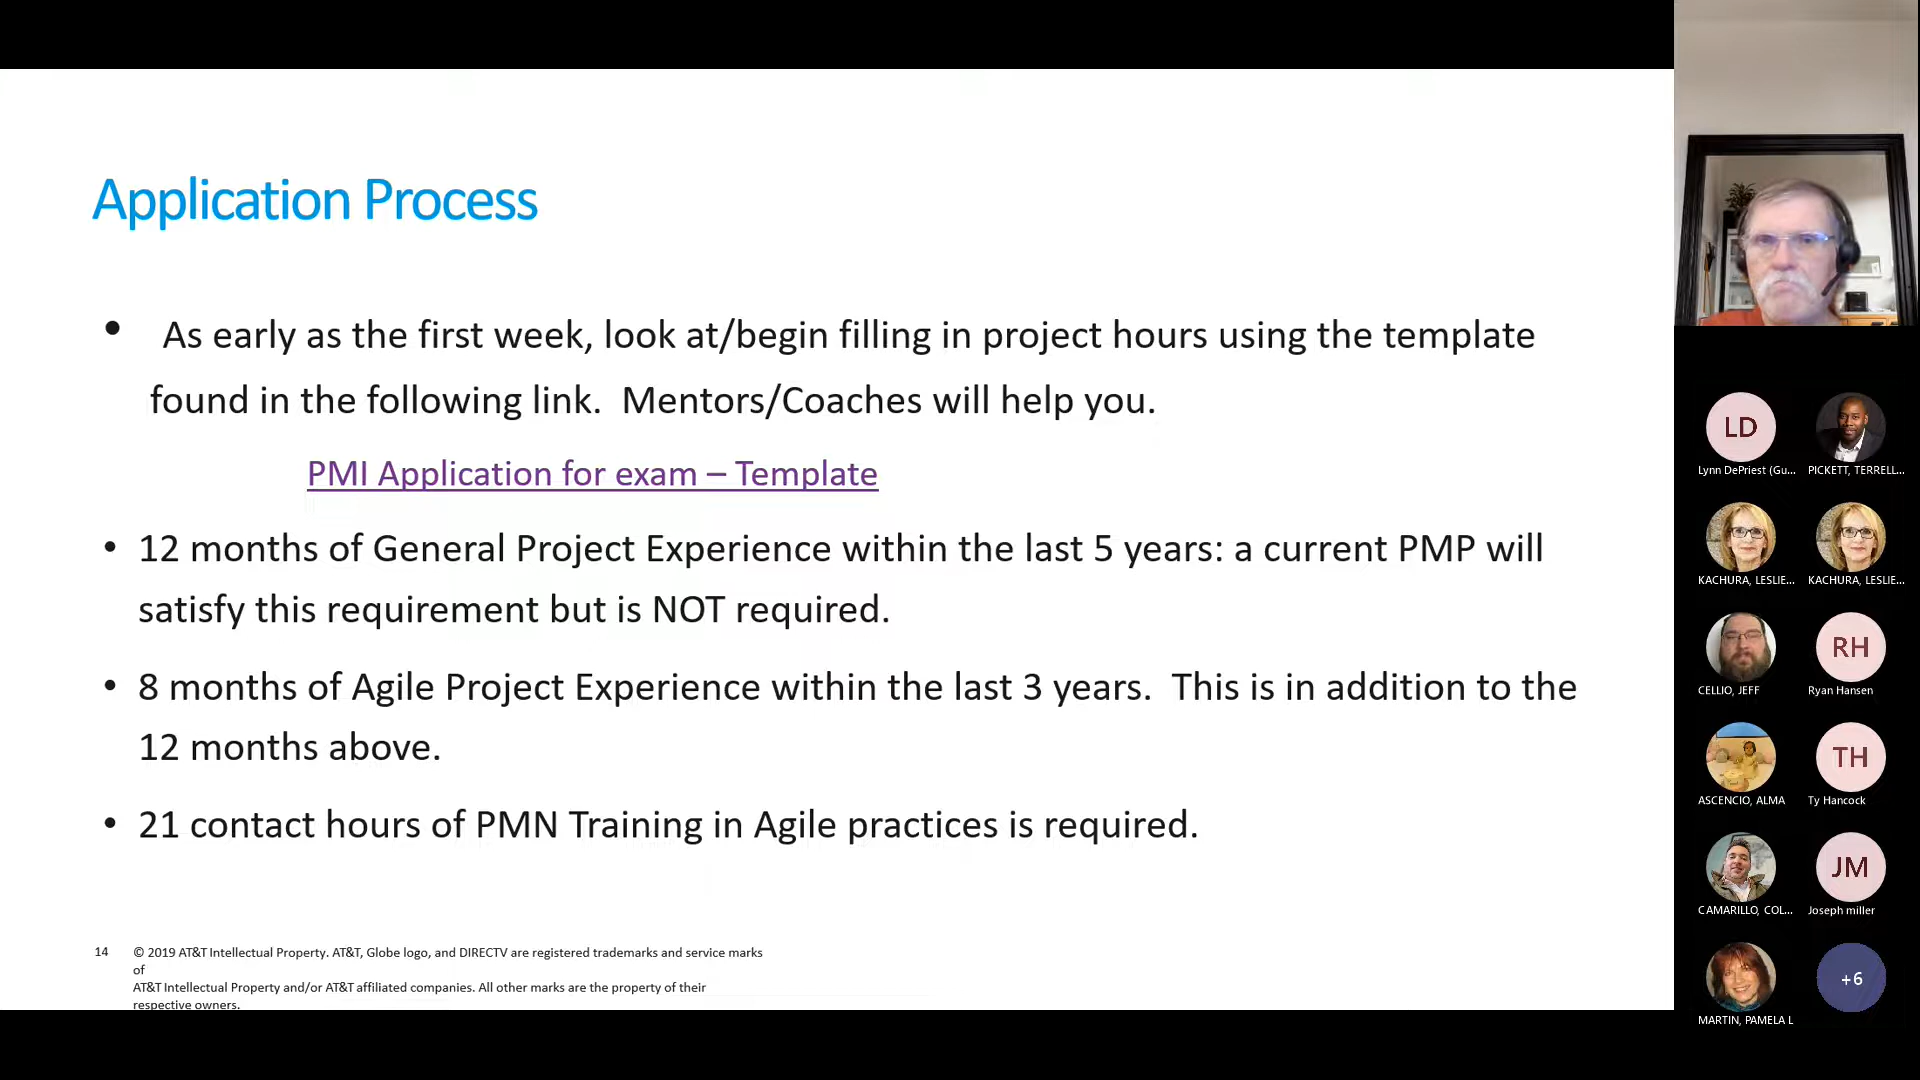 Application Process
• As early as the first week, look at/begin filling in project hours using the template
found in the following link.  Mentors/Coaches will help you.
PMI Application for exam – Template
• 12 months of General Project Experience within the last 5 years: a current PMP will
satisfy this requirement but is NOT required.
• 8 months of Agile Project Experience within the last 3 years.  This is in addition to the
12 months above.
• 21 contact hours of PMN Training in Agile practices is required.
14
© 2019 AT&T Intellectual Property. AT&T, Globe logo, and DIRECTV are registered trademarks and service marks
of
AT&T Intellectual Property and/or AT&T affiliated companies. All other marks are the property of their
respective owners.
LD
Lynn DePriest (Gu...
PICKETT, TERRELL...
KACHURA, LESLIE...
KACHURA, LESLIE...
CELLIO, JEFF
RH
Ryan Hansen
ASCENCIO, ALMA
TH
Ty Hancock
CAMARILLO, COL...
JM
Joseph miller
MARTIN, PAMELA L
+6